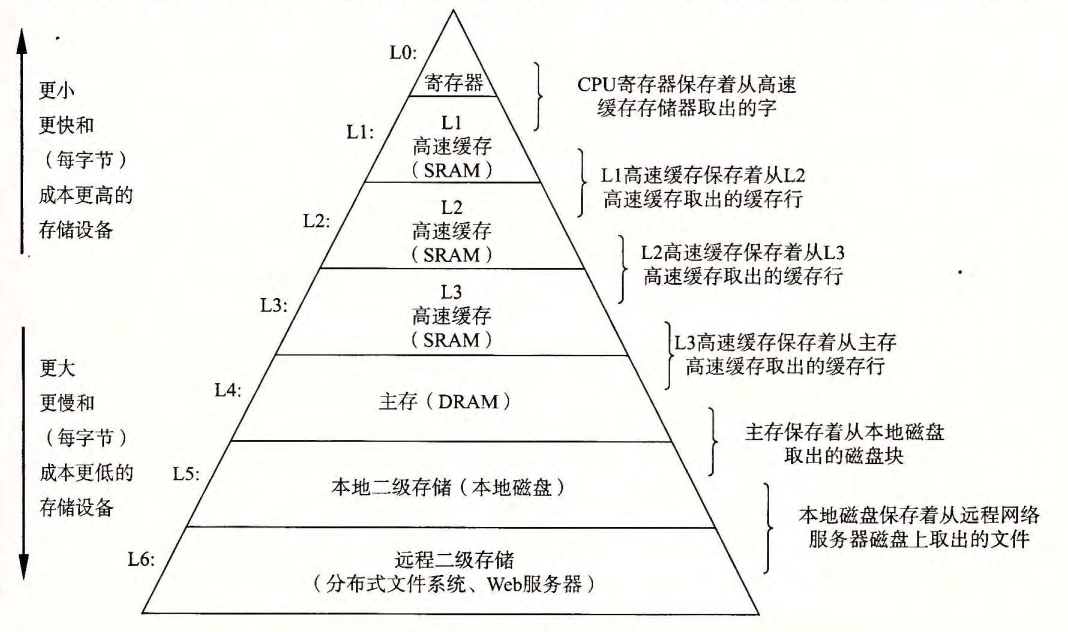 更小
更快和
（每字节）
成本更高的
存储设备
更大
更慢和
（每字节）
成本更低的
存储设备
L0:
寄存器
L1:
L1
高速缓存
（SRAM）
L2:
L2
高速缓存
（SRAM）
L3:
L3
高速缓存
（SRAM）
L4:
主存（DRAM）
L5:
本地二级存储（本地磁盘）
L6:
远程二级存储
（分布式文件系统、Web服务器）
CPU寄存器保存着从高速
缓存存储器取出的字
L1高速缓存保存着从L2
高速缓存取出的缓存行
L2高速缓存保存着从L3
高速缓存取出的缓存行
L3高速缓存保存着从主存
高速缓存取出的缓存行
主存保存着从本地磁盘
取出的磁盘块
本地磁盘保存着从远程网络
服务器磁盘上取出的文件